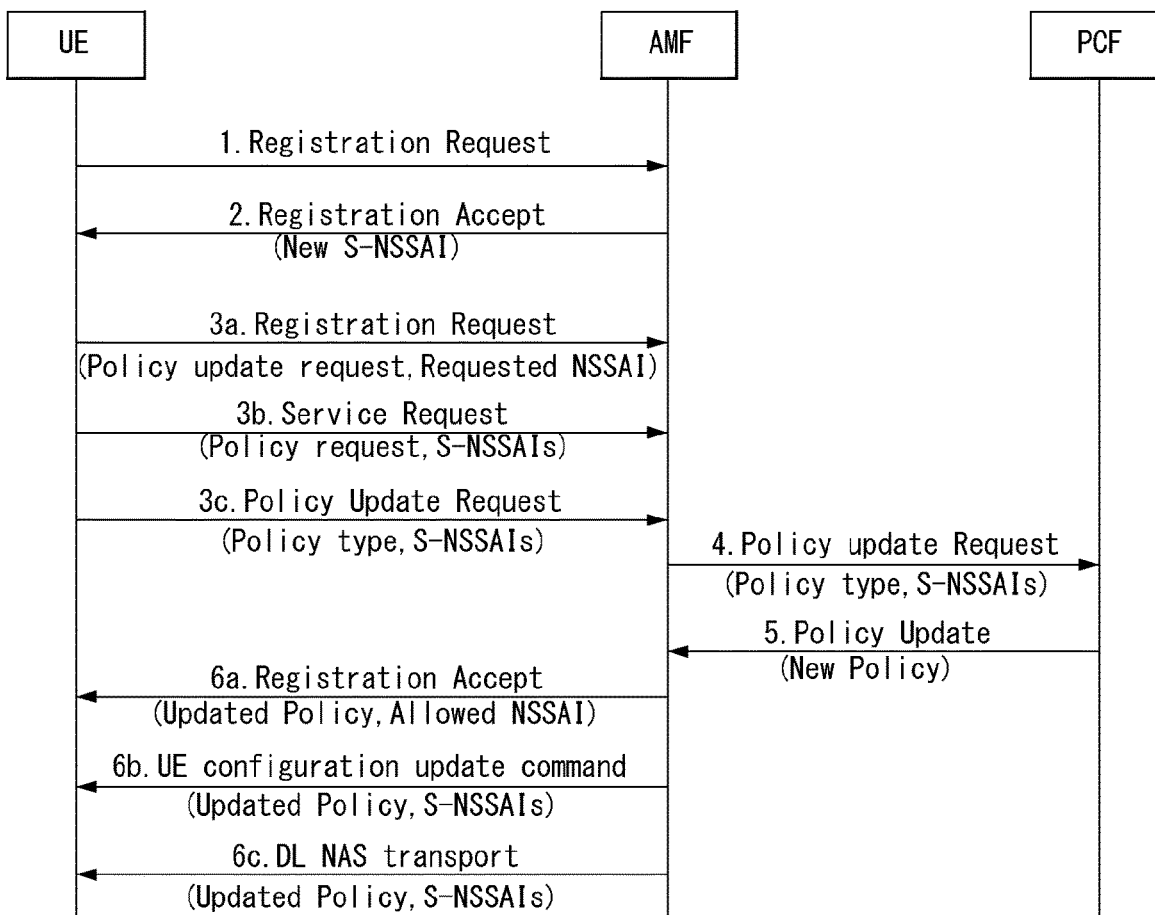 UE
AMF
PCF
1.Registration Request
2.Registration Accept
(New S-NSSAI)
3a.Registration Request
(Policy update request,Requested NSSAI)
3b.Service Request
(Policy request,S-NSSAIs)
3c.Policy Update Request
(Policy type,S-NSSAIs)
4.Policy update Request
(Policy type,S-NSSAIs)
5.Policy Update
(New Policy)
6a.Registration Accept
(Updated Policy,Allowed NSSAI)
6b.UE configuration update command
(Updated Policy,S-NSSAIs)
6c.DL NAS transport
(Updated Policy,S-NSSAIs)